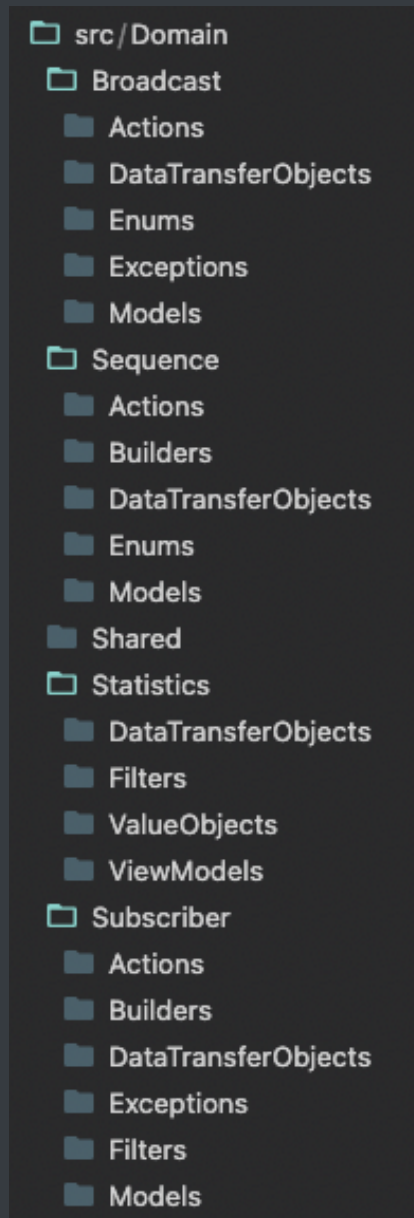 src/Domain
Broadcast
Actions
DataTransferObjects
Enums
Exceptions
Models
Sequence
Actions
Builders
DataTransferObjects
Enums
Models
Shared
Statistics
DataTransferObjects
Filters
ValueObjects
ViewModels
Subscriber
Actions
Builders
DataTransferObjects
Exceptions
Filters
Models